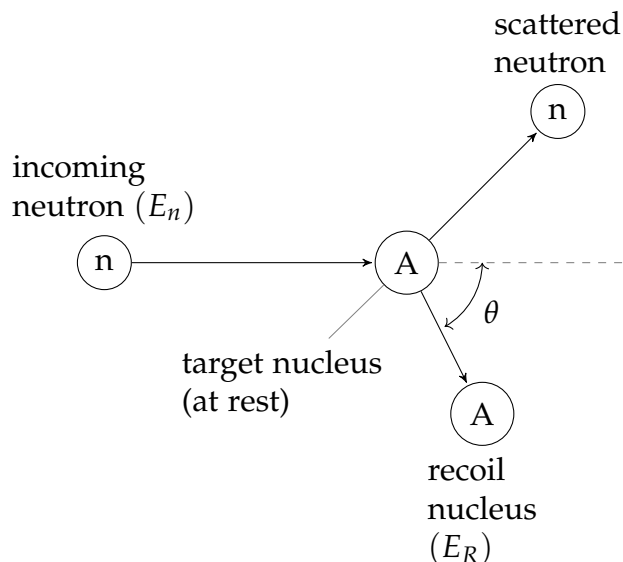 scattered
neutron
n
incoming
neutron (E_n)
n
A
θ
target nucleus
(at rest)
A
recoil
nucleus
(E_R)